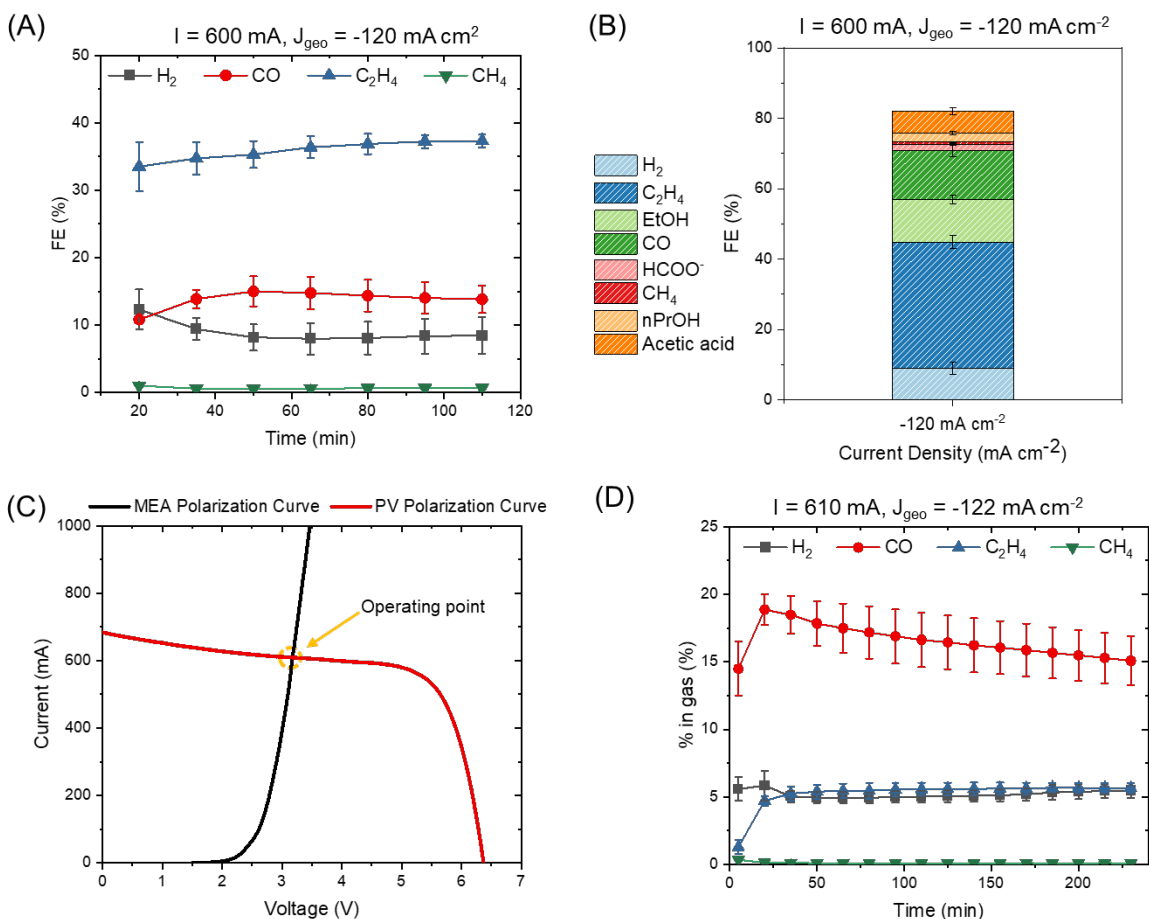 (A)
I = 600 mA, Jgeo = -120 mA cm²
H₂ CO C₂H₄ CH₄
50
40
30
20
10
0
FE (%)
20 40 60 80 100 120
Time (min)
(B)
I = 600 mA, Jgeo = -120 mA cm⁻²
H₂
C₂H₄
EtOH
CO
HCOO⁻
CH₄
nPrOH
Acetic acid
100
80
60
40
20
0
FE (%)
-120 mA cm⁻²
Current Density (mA cm⁻²)
(C)
MEA Polarization Curve PV Polarization Curve
1000
800
600
400
200
0
Current (mA)
Operating point
0 1 2 3 4 5 6 7
Voltage (V)
(D)
I = 610 mA, Jgeo = -122 mA cm⁻²
H₂ CO C₂H₄ CH₄
25
20
15
10
5
0
% in gas (%)
0 50 100 150 200
Time (min)